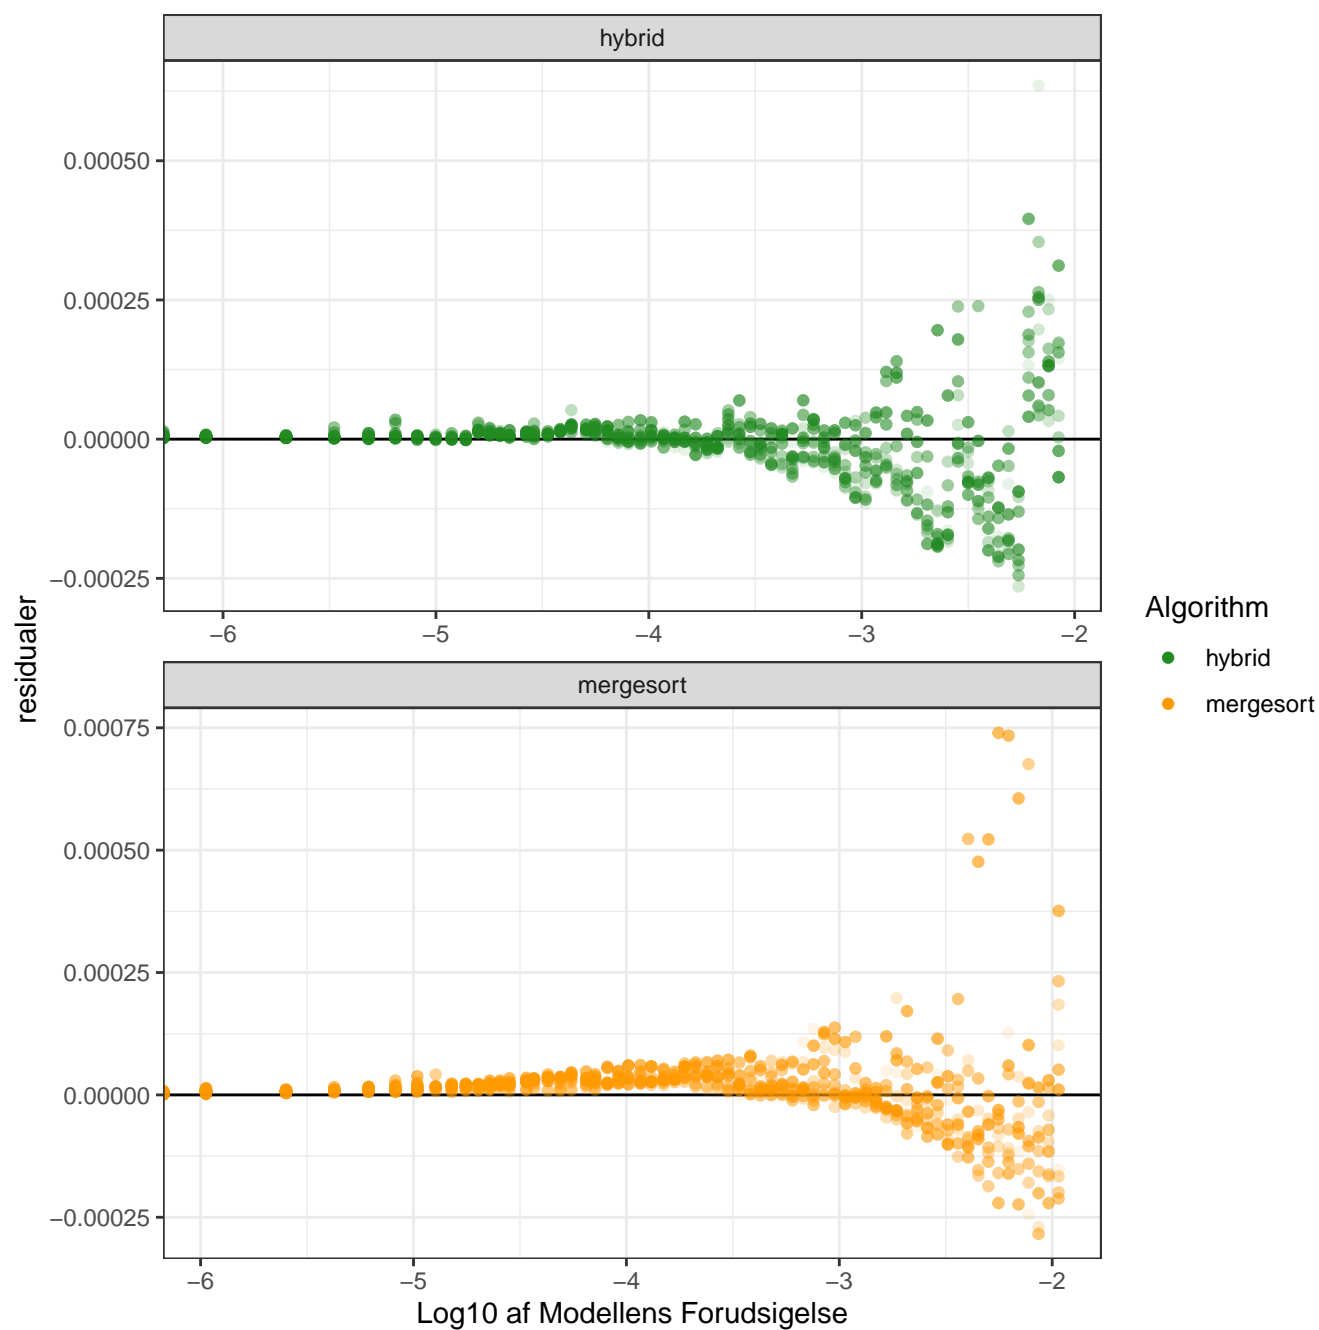 hybrid
0.00050
0.00025
0.00000
−0.00025
−6
−5
−4
−3
−2
mergesort
0.00075
0.00050
0.00025
0.00000
−0.00025
−6
−5
−4
−3
−2
Log10 af Modellens Forudsigelse
residualer
Algorithm
hybrid
mergesort